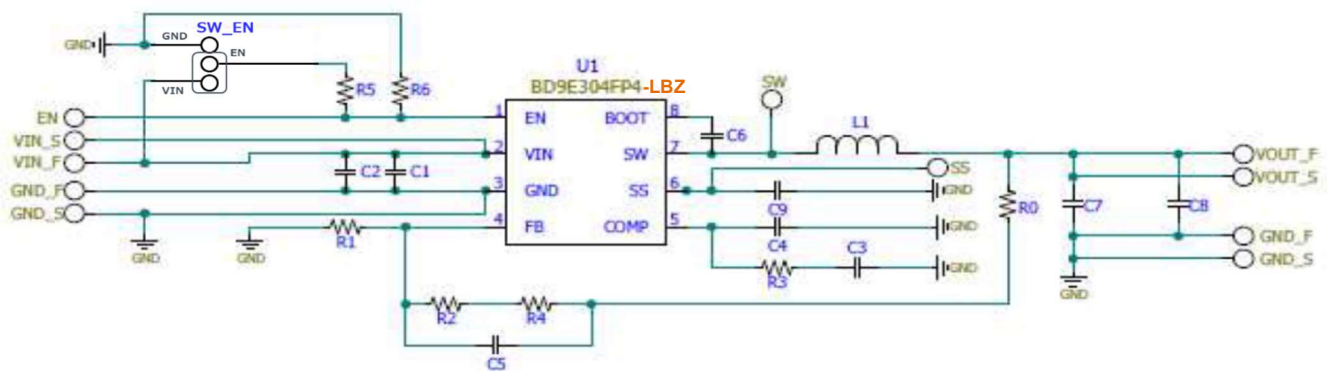 SW_EN
GND
GND
EN
VIN
R5
R6
U1
BD9E304FP4-LBZ
SW
EN
1
EN
BOOT
8
C6
L1
VIN_S
VIN_F
C2
C1
2
VIN
SW
7
VOUT_F
VOUT_S
SS
GND_F
3
GND
SS
6
C9
GND
R0
C7
C8
GND_S
GND
GND
R1
4
FB
COMP
5
C4
GND
GND_F
GND_S
R3
C3
GND
GND
R2
R4
C5